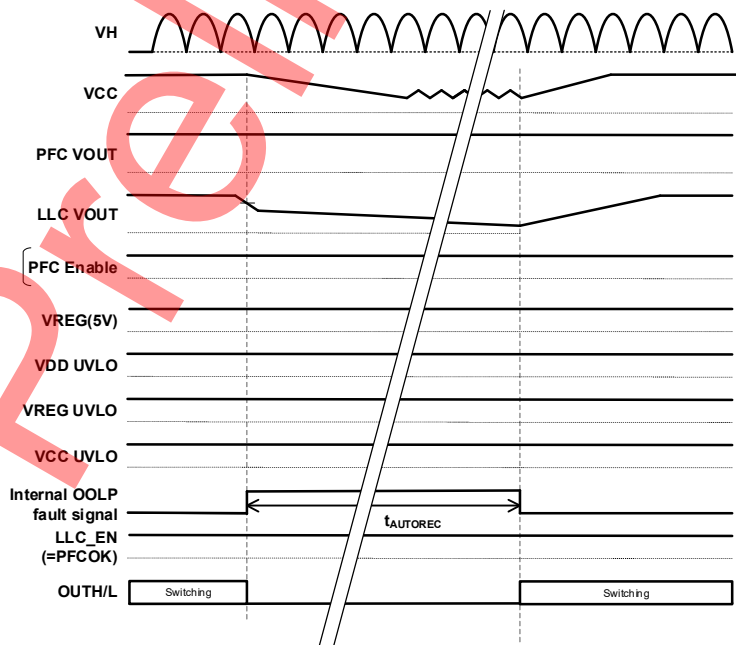 VH
VCC
PFC VOUT
LLC VOUT
PFC Enable
VREG(5V)
VDD UVLO
VREG UVLO
VCC UVLO
Internal OOLP
fault signal
tAUTOREC
LLC_EN
(=PFCOK)
OUTH/L
Switching
Switching
Prel